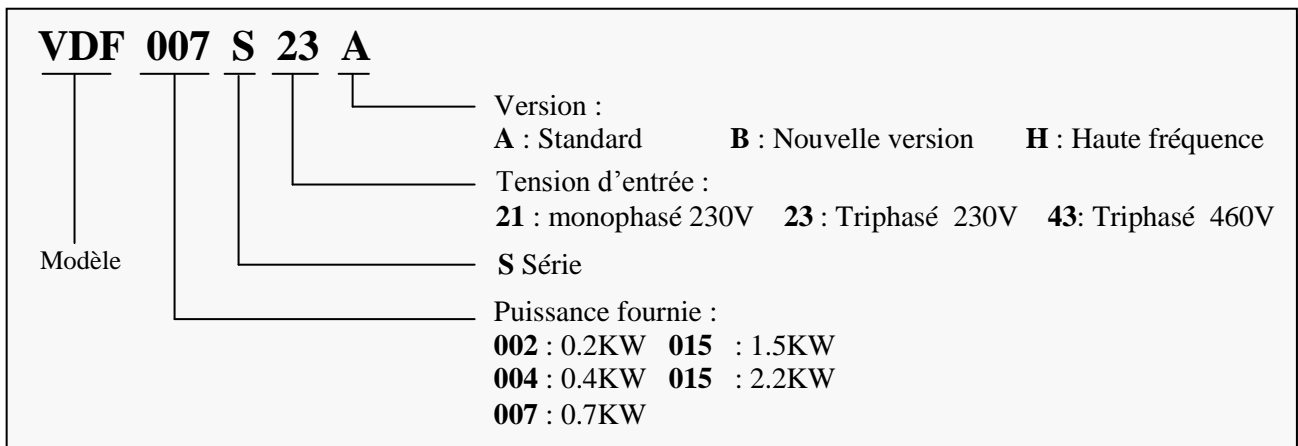 VDF 007 S 23 A
Version :
A : Standard B : Nouvelle version H : Haute fréquence
Tension d’entrée :
21 : monophasé 230V 23 : Triphasé 230V 43: Triphasé 460V
Modèle
S Série
Puissance fournie :
002 : 0.2KW 015 : 1.5KW
004 : 0.4KW 015 : 2.2KW
007 : 0.7KW